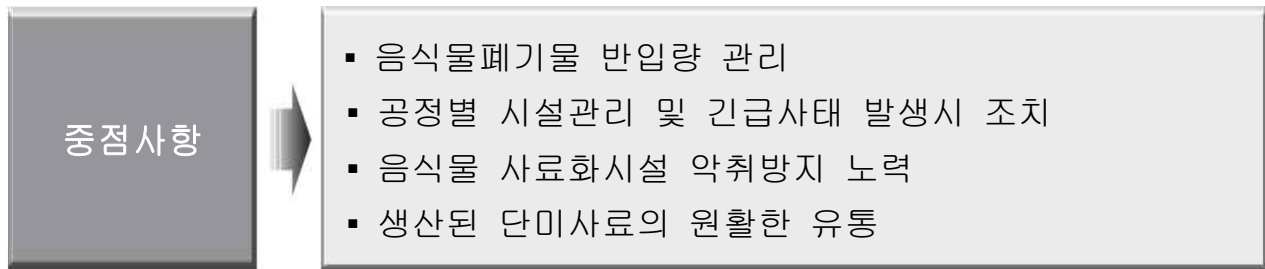 중점사항
▪ 음식물폐기물 반입량 관리
▪ 공정별 시설관리 및 긴급사태 발생시 조치
▪ 음식물 사료화시설 악취방지 노력
▪ 생산된 단미사료의 원활한 유통